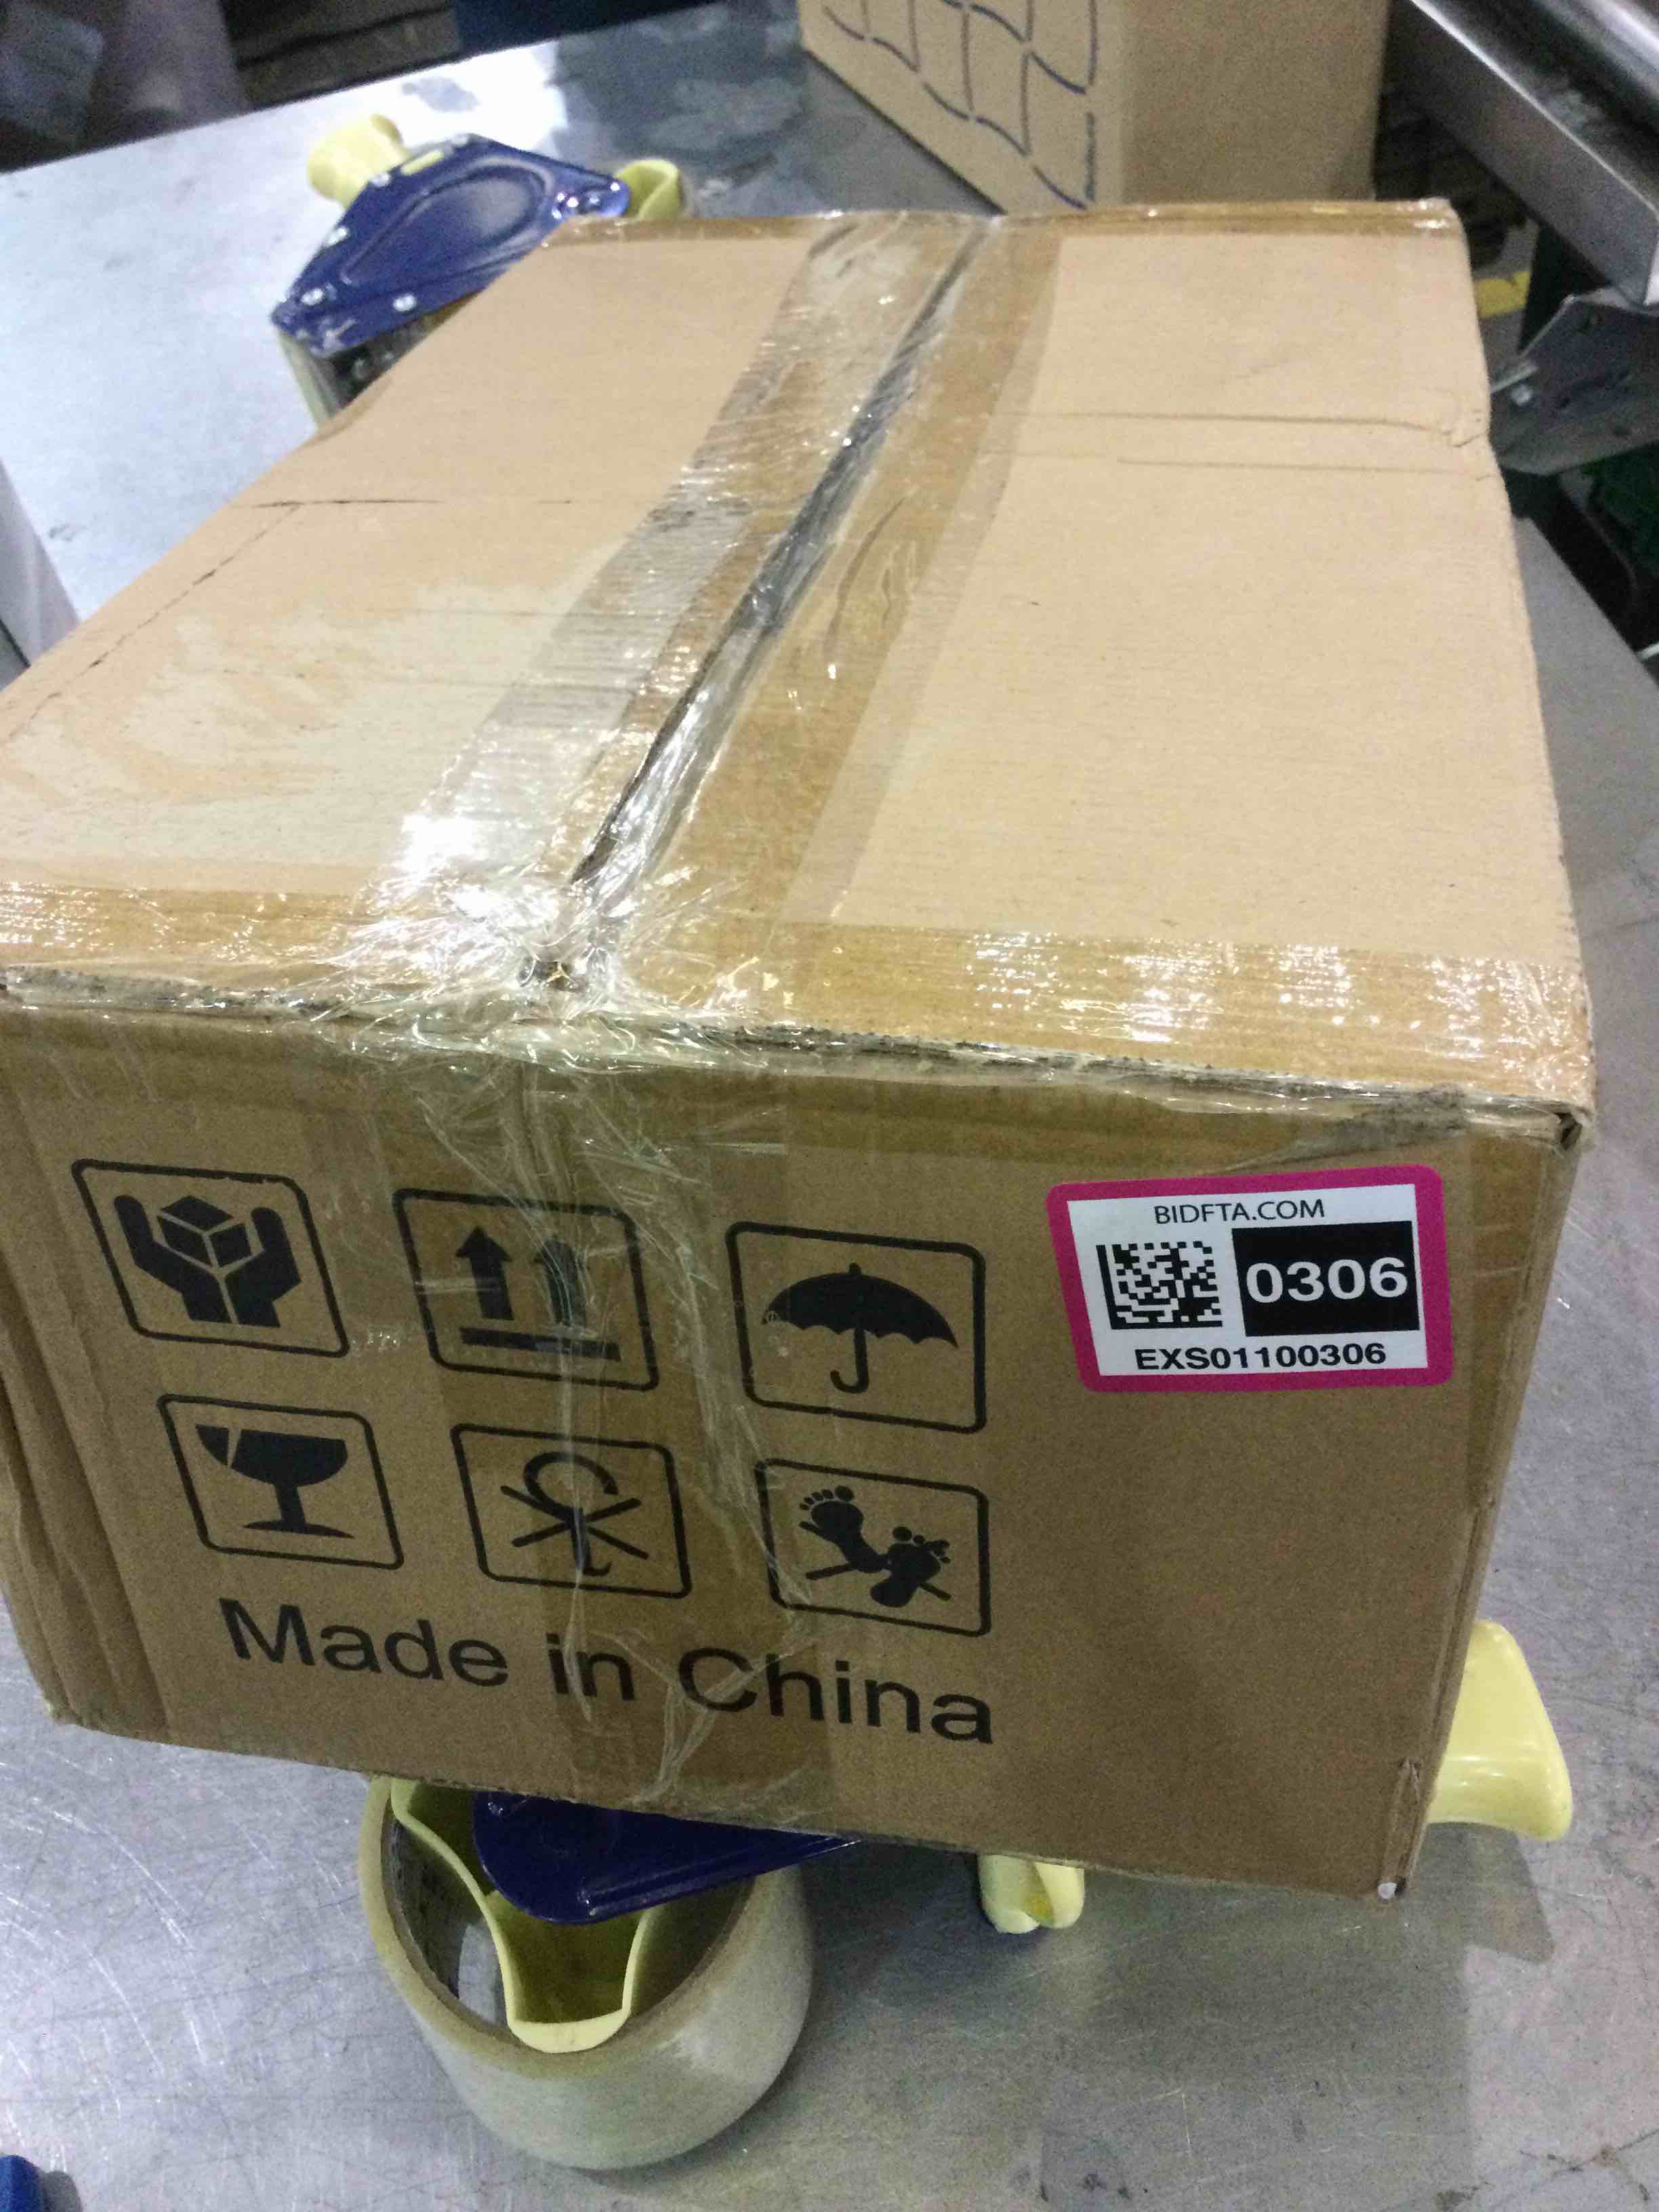 BIDFTA.COM
0306
EXS01100306
Made in China